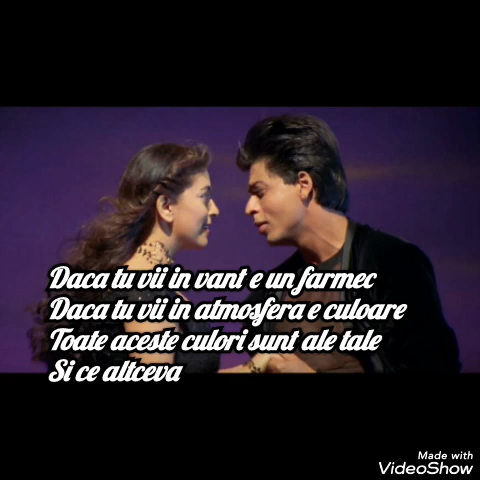 Daca tu vii in vant e un farmec
Daca tu vii in atmosfera e culoare
Toate aceste culori sunt ale tale
Si ce altceva
Made with
VideoShow